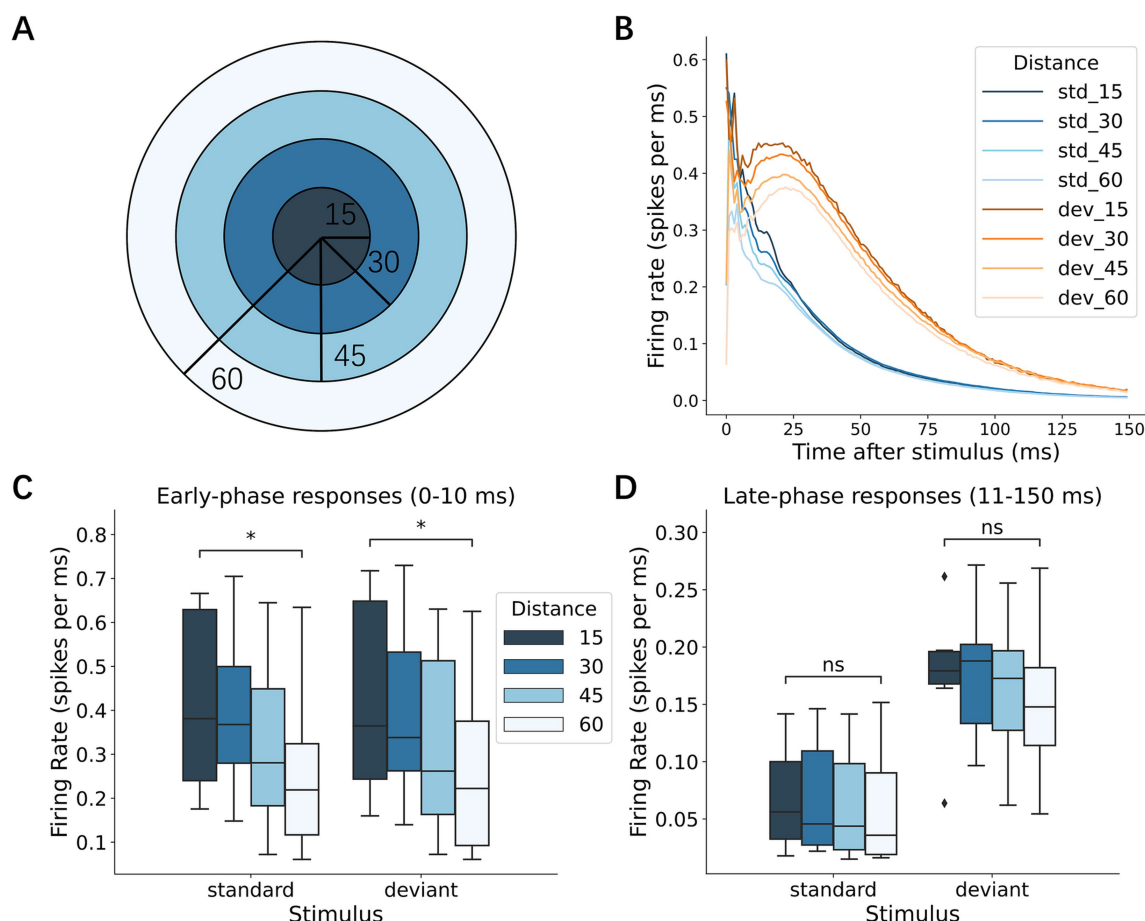 A
15
30
45
60
B
Firing rate (spikes per ms)
0.6
0.5
0.4
0.3
0.2
0.1
0.0
0 25 50 75 100 125 150
Time after stimulus (ms)
Distance
std_15
std_30
std_45
std_60
dev_15
dev_30
dev_45
dev_60
C
Early-phase responses (0-10 ms)
Firing Rate (spikes per ms)
0.8
0.7
0.6
0.5
0.4
0.3
0.2
0.1
* *
Distance
15
30
45
60
standard deviant
Stimulus
D
Late-phase responses (11-150 ms)
Firing Rate (spikes per ms)
0.30
0.25
0.20
0.15
0.10
0.05
ns
ns
standard deviant
Stimulus